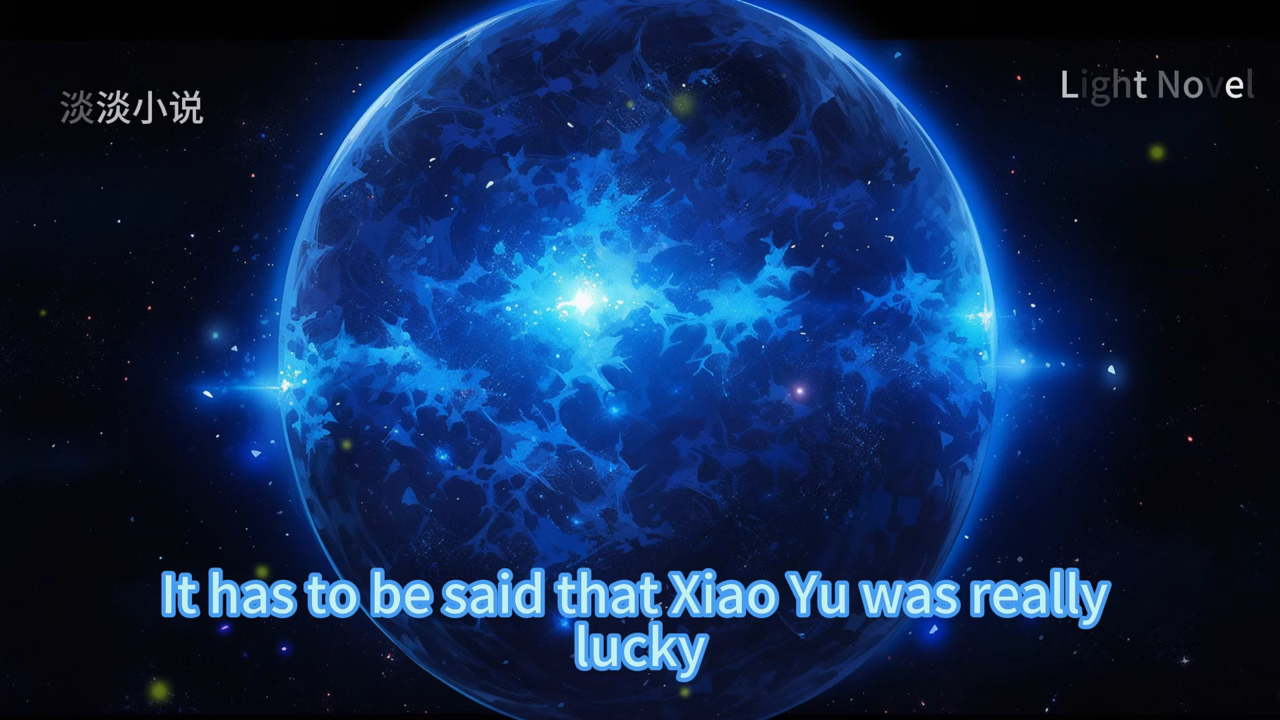 淡淡小说
Light Novel
It has to be said that Xiao Yu was really
lucky